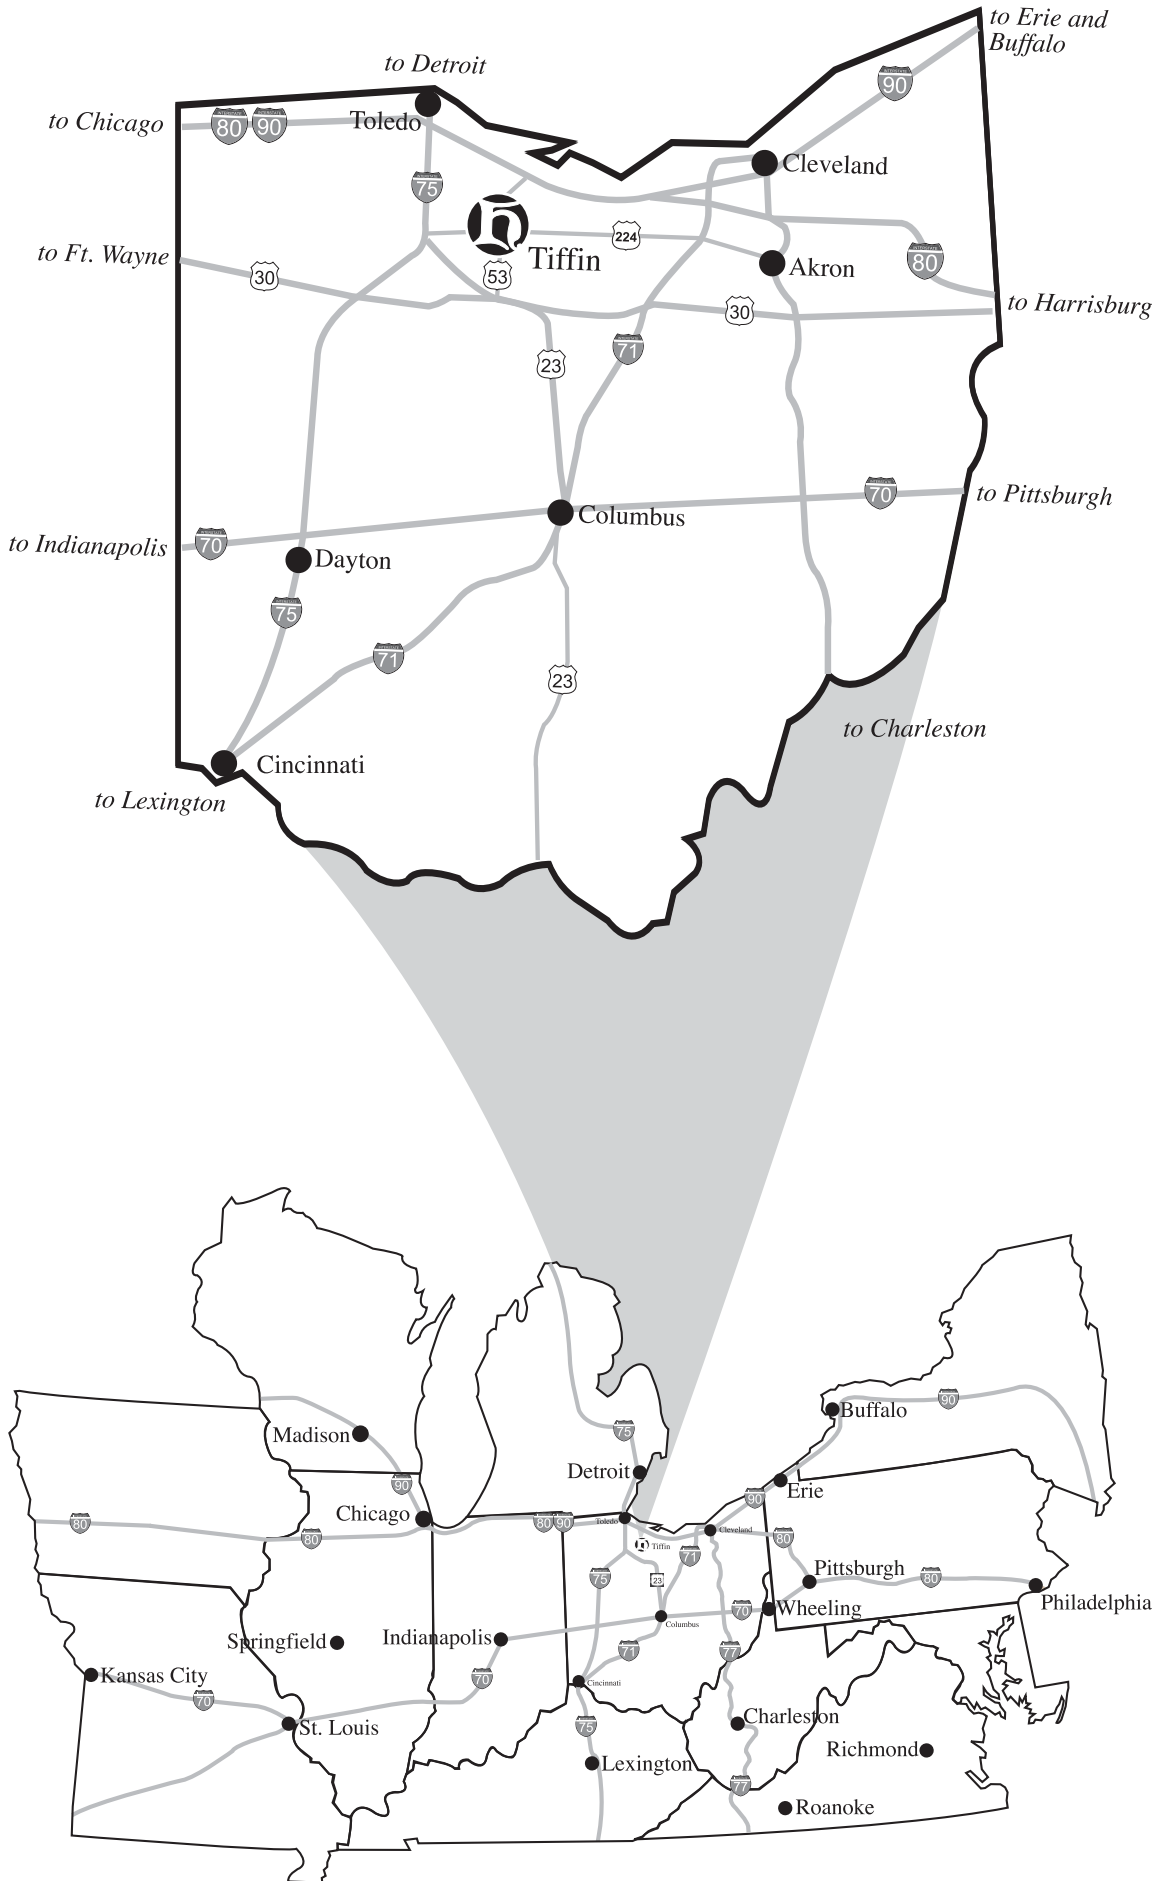 to Erie and
Buffalo
to Detroit
90
to Chicago
80
90
Toledo
Cleveland
75
224
to Ft. Wayne
Tiffin
80
30
53
Akron
to Harrisburg
30
23
71
to Pittsburgh
70
Columbus
to Indianapolis
70
Dayton
75
71
23
to Charleston
Cincinnati
to Lexington
Buffalo
90
75
Madison
Detroit
90
Erie
90
Chicago
80
80
80
90
Toledo
Cleveland
80
Tiffin
71
Pittsburgh
80
75
23
Philadelphia
70
Wheeling
Columbus
Springfield
Indianapolis
71
77
Kansas City
70
70
Cincinnati
St. Louis
75
Charleston
Richmond
Lexington
77
Roanoke